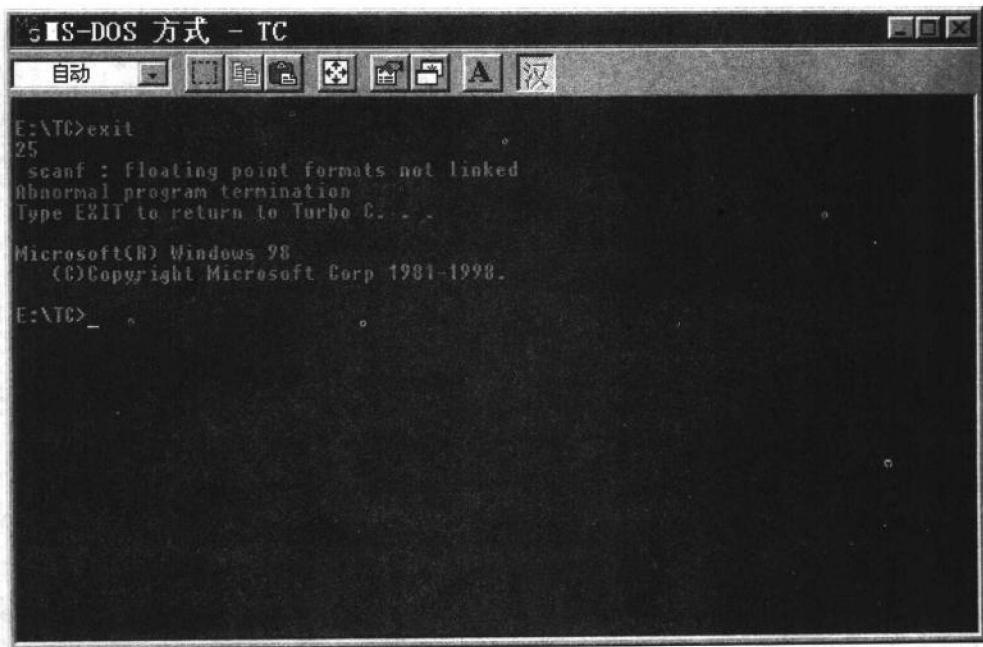 MS-DOS 方式 - TC
自动 A 汉
E:\TC>exit
25
scanf : floating point formats not linked
Abnormal program termination
Type EXIT to return to Turbo C. . .
Microsoft(R) Windows 98
(C)Copyright Microsoft Corp 1981-1998.
E:\TC>_